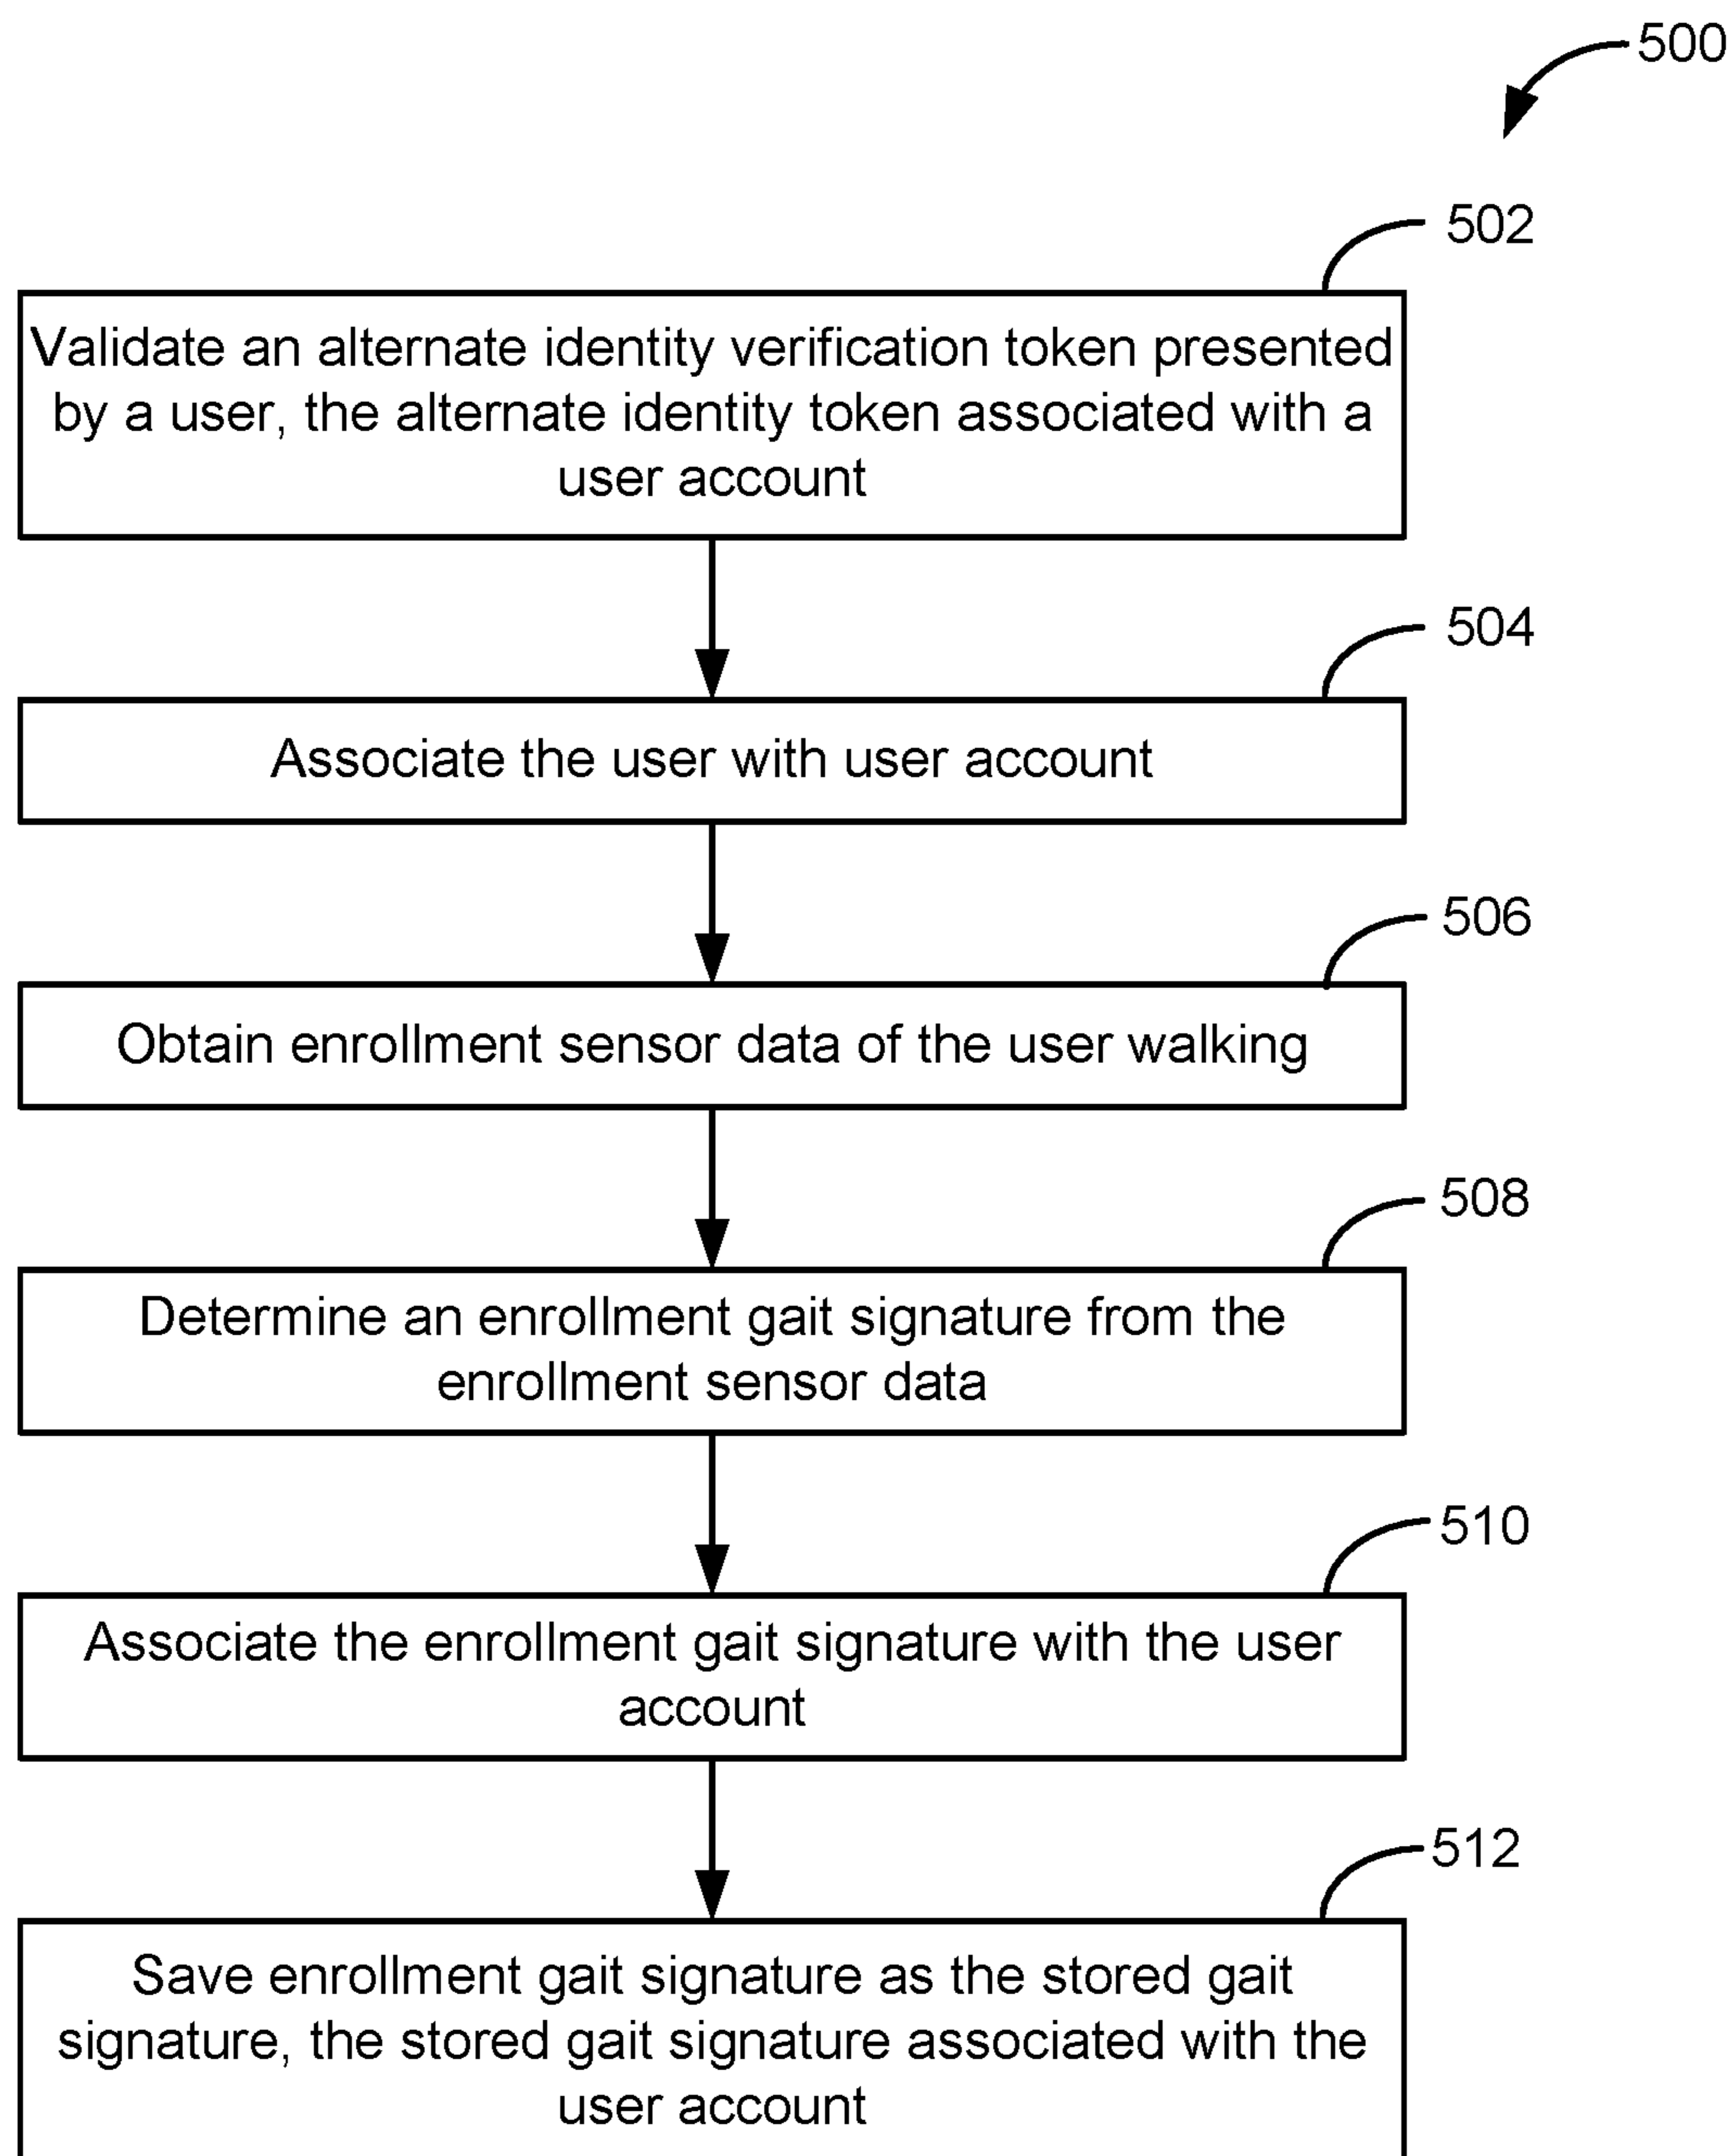 500
502
Validate an alternate identity verification token presented
by a user, the alternate identity token associated with a
user account
504
Associate the user with user account
506
Obtain enrollment sensor data of the user walking
508
Determine an enrollment gait signature from the
enrollment sensor data
510
Associate the enrollment gait signature with the user
account
512
Save enrollment gait signature as the stored gait
signature, the stored gait signature associated with the
user account